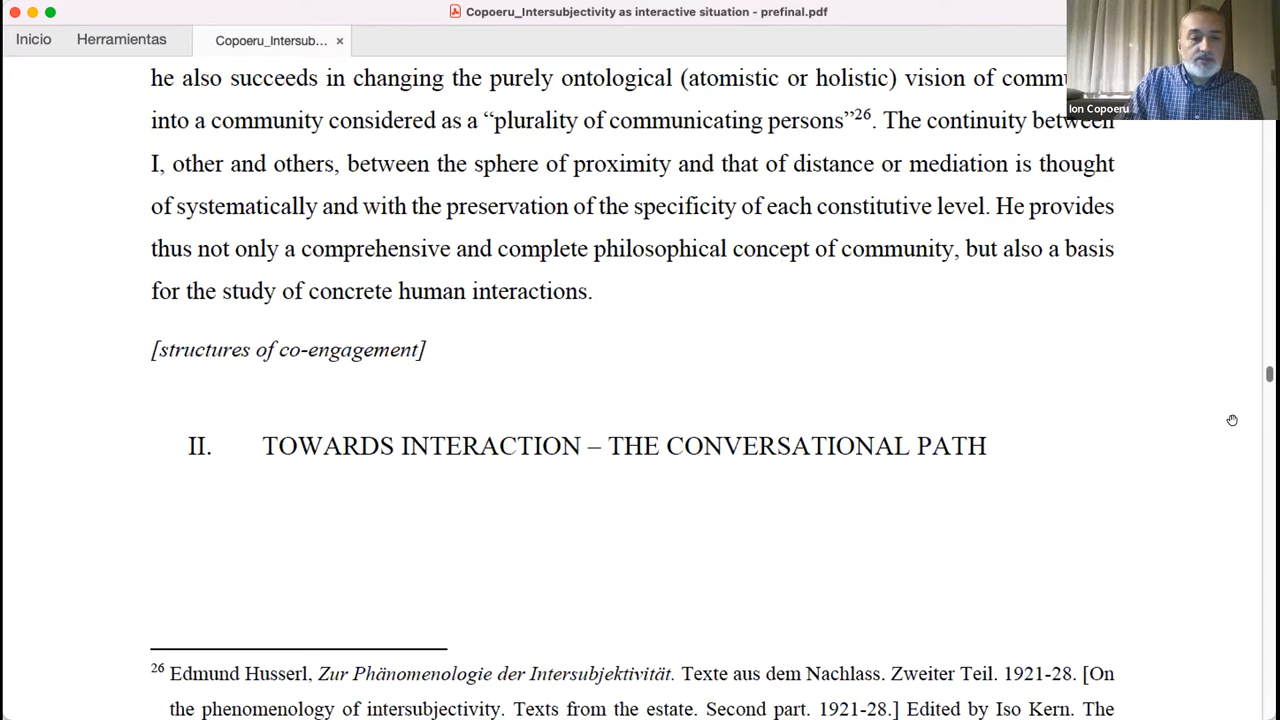 Copoeru_Intersubjectivity as interactive situation - prefinal.pdf
Inicio Herramientas Copoeru_Intersub... ×
Ion Copoeru
he also succeeds in changing the purely ontological (atomistic or holistic) vision of
into a community considered as a “plurality of communicating persons”26. The continuity between
I, other and others, between the sphere of proximity and that of distance or mediation is thought
of systematically and with the preservation of the specificity of each constitutive level. He provides
thus not only a comprehensive and complete philosophical concept of community, but also a basis
for the study of concrete human interactions.
[structures of co-engagement]
II. TOWARDS INTERACTION – THE CONVERSATIONAL PATH
26 Edmund Husserl, Zur Phänomenologie der Intersubjektivität. Texte aus dem Nachlass. Zweiter Teil. 1921-28. [On
the phenomenology of intersubjectivity. Texts from the estate. Second part. 1921-28.] Edited by Iso Kern. The